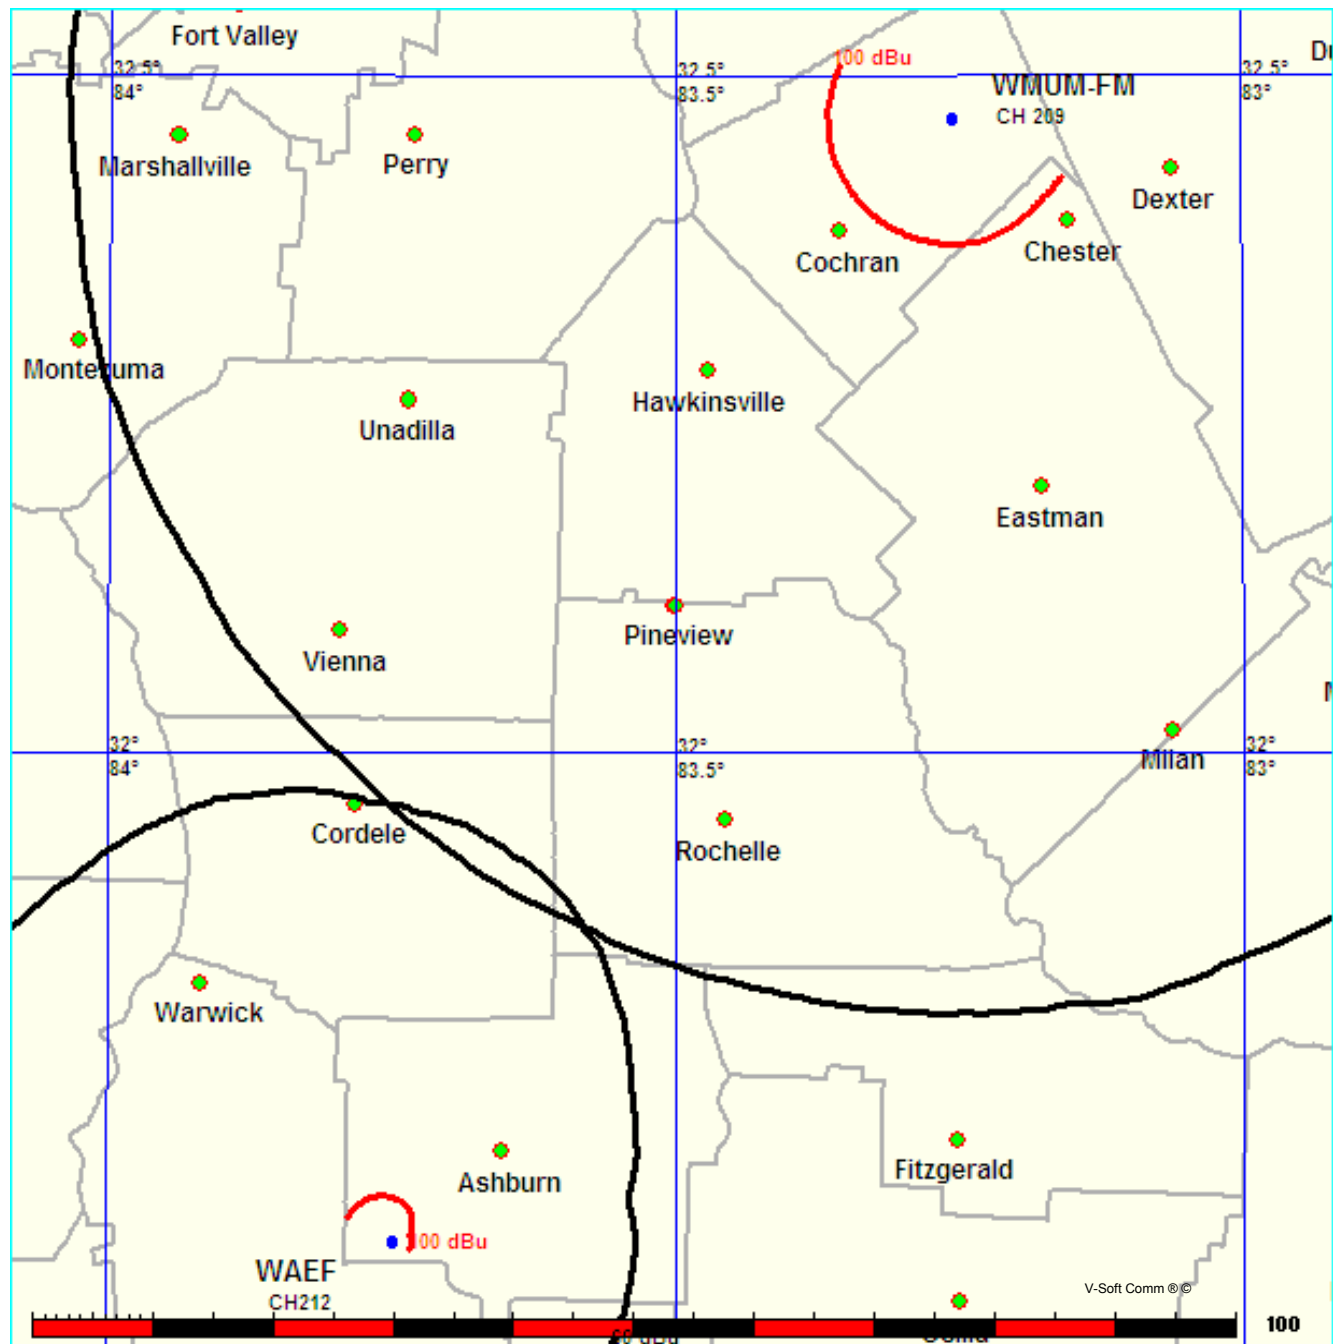 Fort Valley
100 dBu
32.5°
84°
32.5°
83.5°
32.5°
83°
WMUM-FM
CH 209
Marshallville
Perry
Dexter
Cochran
Chester
Montezuma
Unadilla
Hawkinsville
Eastman
Pineview
Vienna
32°
84°
32°
83.5°
32°
83°
Milan
Cordele
Rochelle
Warwick
Ashburn
Fitzgerald
100 dBu
WAEF
CH212
V-Soft Comm ® ©
100
60 dBu